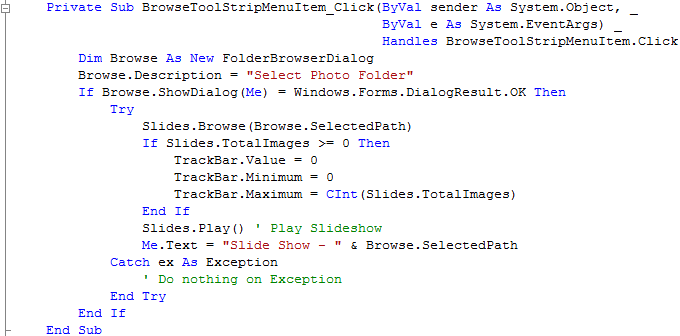 Private Sub BrowseToolStripMenuItem_Click(ByVal sender As System.Object, _
                                          ByVal e As System.EventArgs) _
                                          Handles BrowseToolStripMenuItem.Click
    Dim Browse As New FolderBrowserDialog
    Browse.Description = "Select Photo Folder"
    If Browse.ShowDialog(Me) = Windows.Forms.DialogResult.OK Then
        Try
            Slides.Browse(Browse.SelectedPath)
            If Slides.TotalImages >= 0 Then
                TrackBar.Value = 0
                TrackBar.Minimum = 0
                TrackBar.Maximum = CInt(Slides.TotalImages)
            End If
            Slides.Play() ' Play Slideshow
            Me.Text = "Slide Show - " & Browse.SelectedPath
        Catch ex As Exception
            ' Do nothing on Exception
        End Try
    End If
End Sub